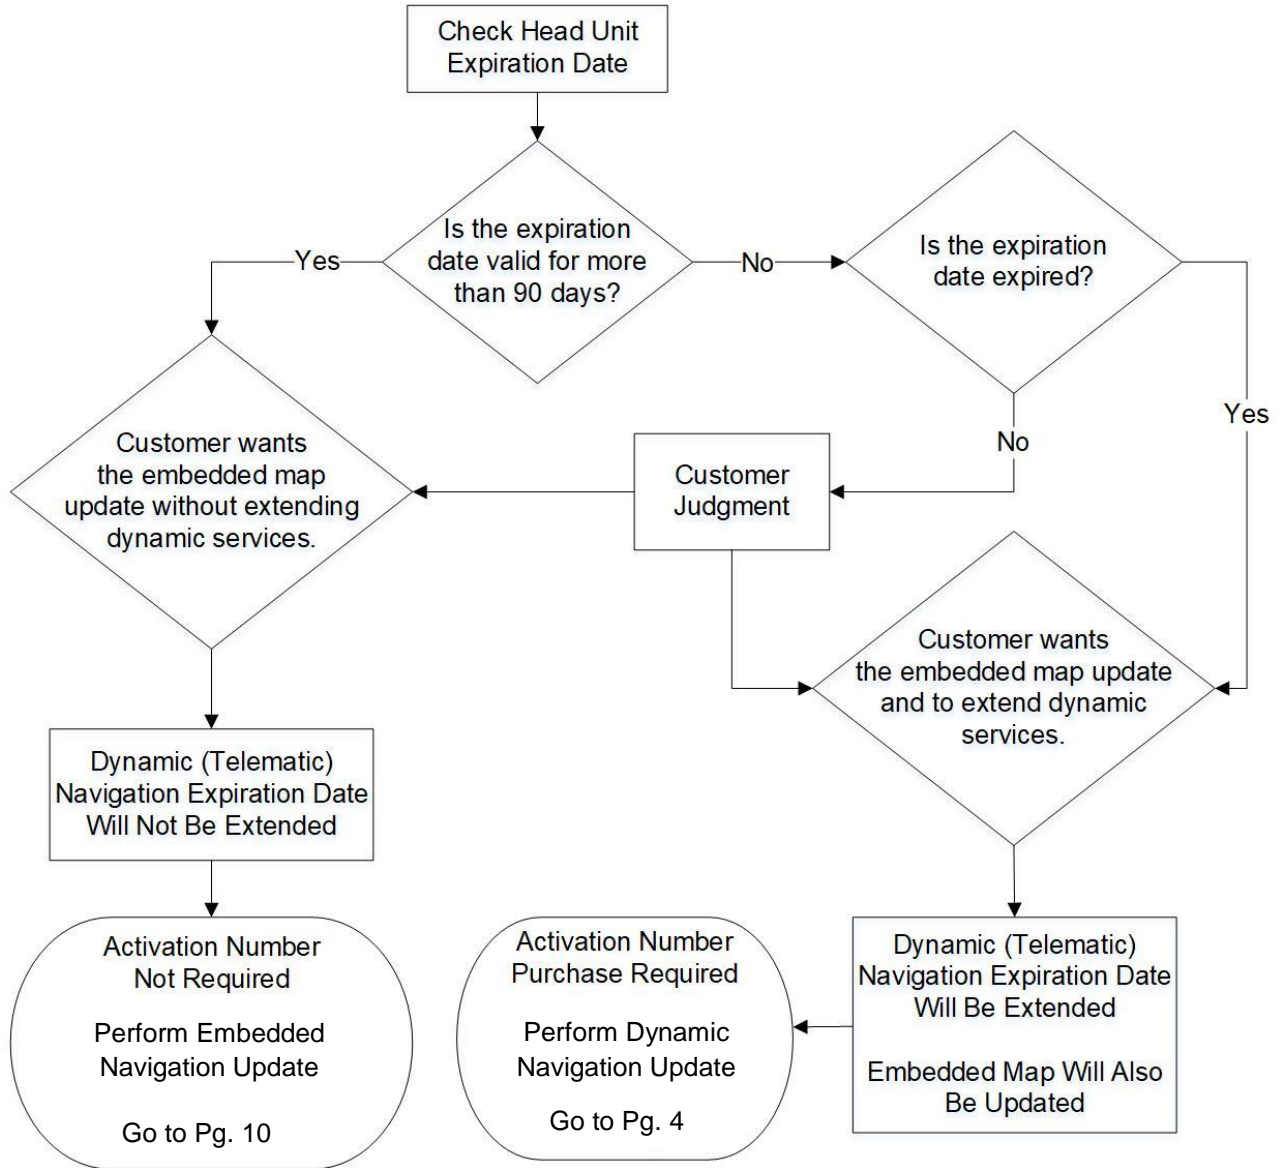 Check Head Unit
Expiration Date
Is the expiration
date valid for more
than 90 days?
Yes
No
Is the expiration
date expired?
Yes
No
Customer wants
the embedded map
update without extending
dynamic services.
Customer
Judgment
Customer wants
the embedded map update
and to extend dynamic
services.
Dynamic (Telematic)
Navigation Expiration Date
Will Not Be Extended
Activation Number
Not Required
Perform Embedded
Navigation Update
Go to Pg. 10
Activation Number
Purchase Required
Perform Dynamic
Navigation Update
Go to Pg. 4
Dynamic (Telematic)
Navigation Expiration Date
Will Be Extended
Embedded Map Will Also
Be Updated